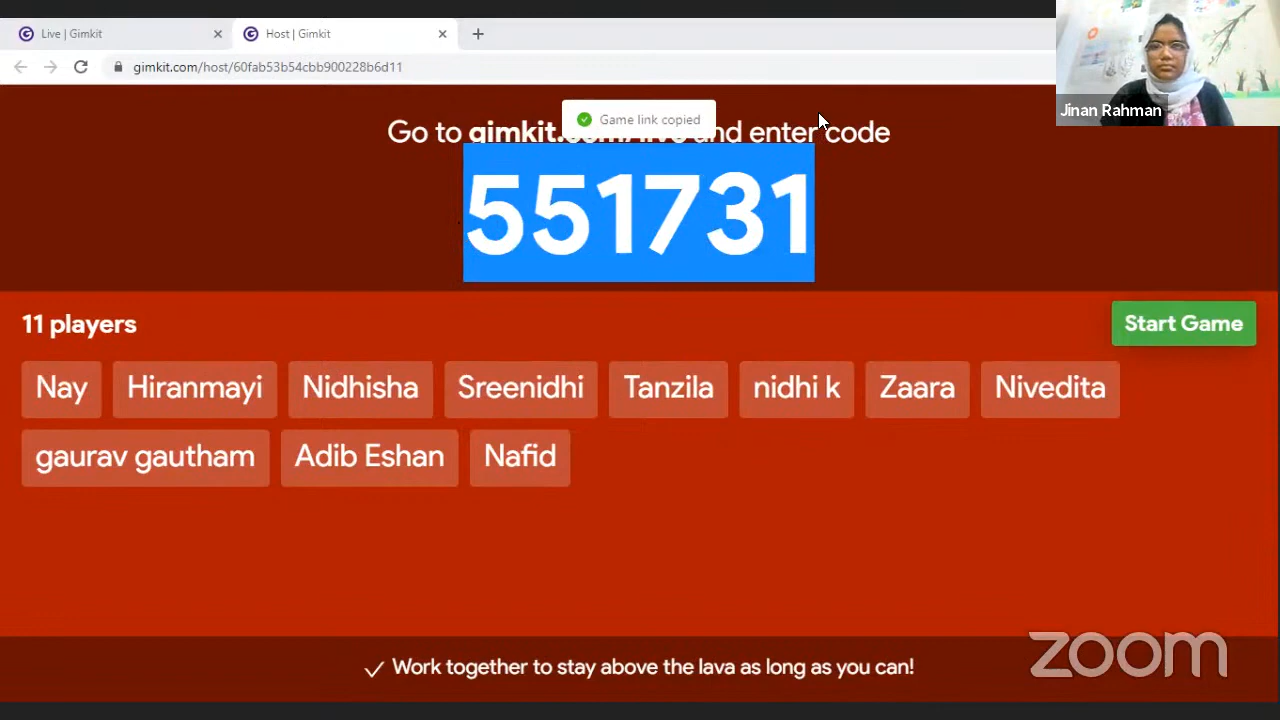 Live | Gimkit
Host | Gimkit
gimkit.com/host/60fab53b54cbb900228b6d11
Jinan Rahman
Game link copied
Go to gimkit.com/live and enter code
551731
11 players
Start Game
Nay Hiranmayi Nidhisha Sreenidhi Tanzila nidhi k Zaara Nivedita
gaurav gautham Adib Eshan Nafid
Work together to stay above the lava as long as you can!
zoom